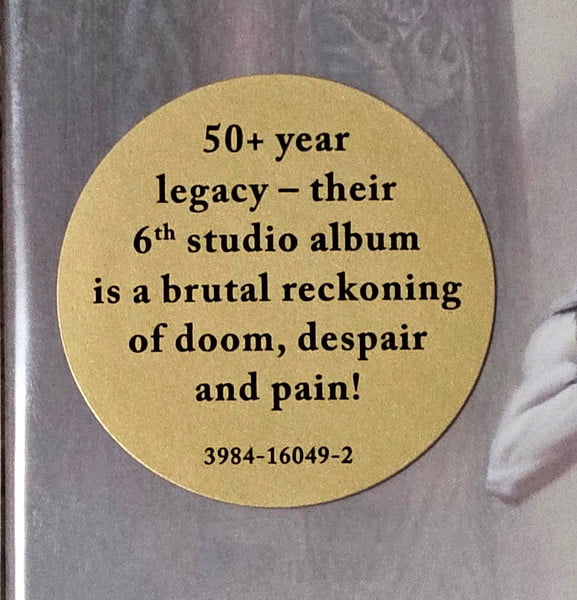 50+ year
legacy – their
6th studio album
is a brutal reckoning
of doom, despair
and pain!
3984-16049-2